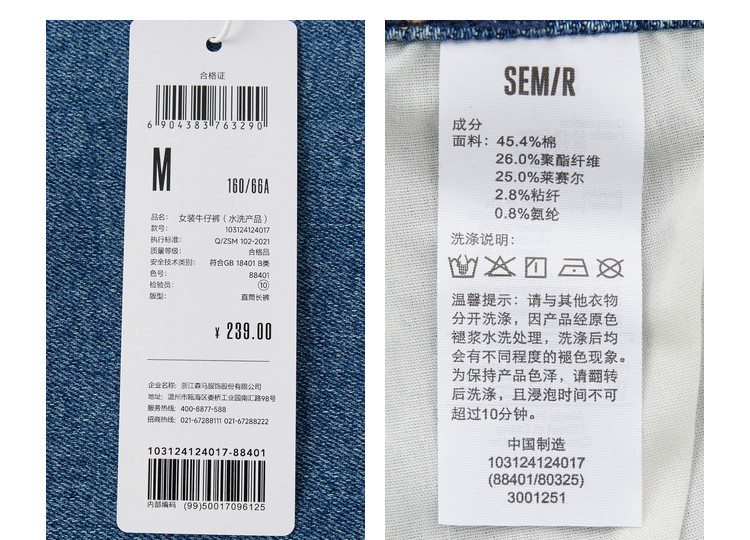 合格证
6 904383 763290
M
160/66A
品名： 女装牛仔裤（水洗产品）
款号： 103124124017
执行标准： Q/ZSM 102-2021
质量等级： 合格品
安全技术类别： 符合GB 18401 B类
色号： 88401
检验员： ⑩
版型： 直筒长裤
¥ 239.00
企业名称： 浙江森马服饰股份有限公司
地址： 温州市瓯海区娄桥工业园南汇路98号
服务热线： 400-8877-588
招商热线： 021-67288111 021-67288222
103124124017-88401
内部编码 (99)50017096125
SEM/R
成分
面料： 45.4%棉
26.0%聚酯纤维
25.0%莱赛尔
2.8%粘纤
0.8%氨纶
洗涤说明：
温馨提示：请与其他衣物
分开洗涤，因产品经原色
褪浆水洗处理，洗涤后均
会有不同程度的褪色现象。
为保持产品色泽，请翻转
后洗涤，且浸泡时间不可
超过10分钟。
中国制造
103124124017
(88401/80325)
3001251